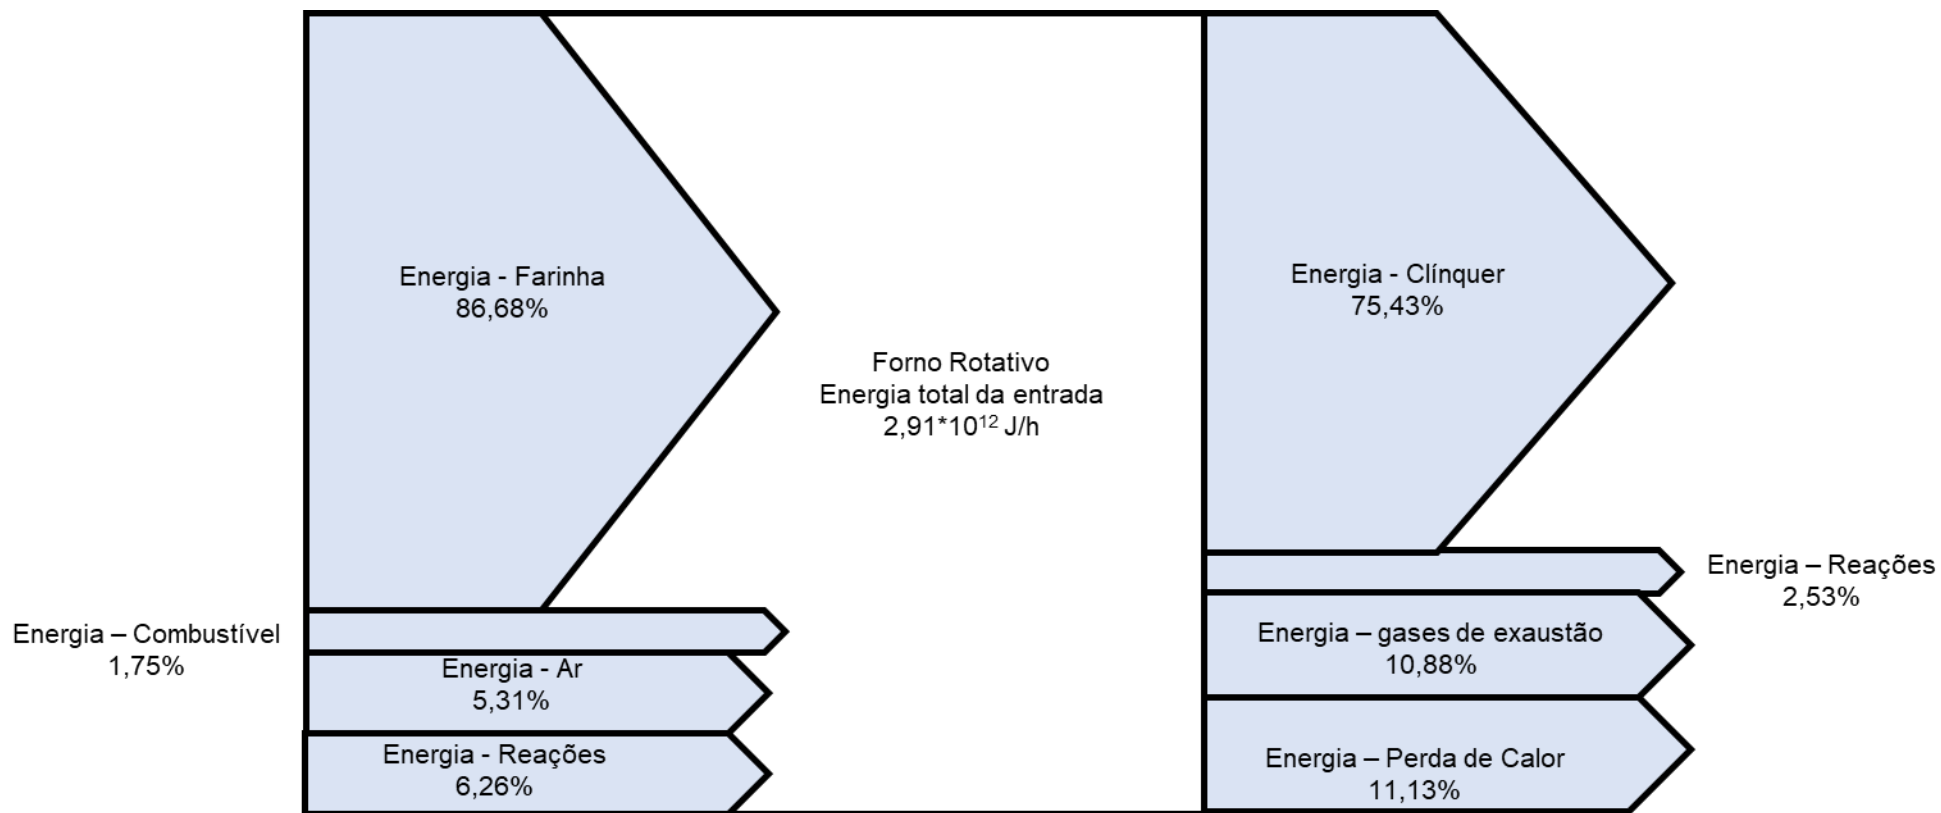 Energia - Farinha
86,68%
Energia – Combustível
1,75%
Energia - Ar
5,31%
Energia - Reações
6,26%
Forno Rotativo
Energia total da entrada
2,91*10¹² J/h
Energia - Clínquer
75,43%
Energia – Reações
2,53%
Energia – gases de exaustão
10,88%
Energia – Perda de Calor
11,13%